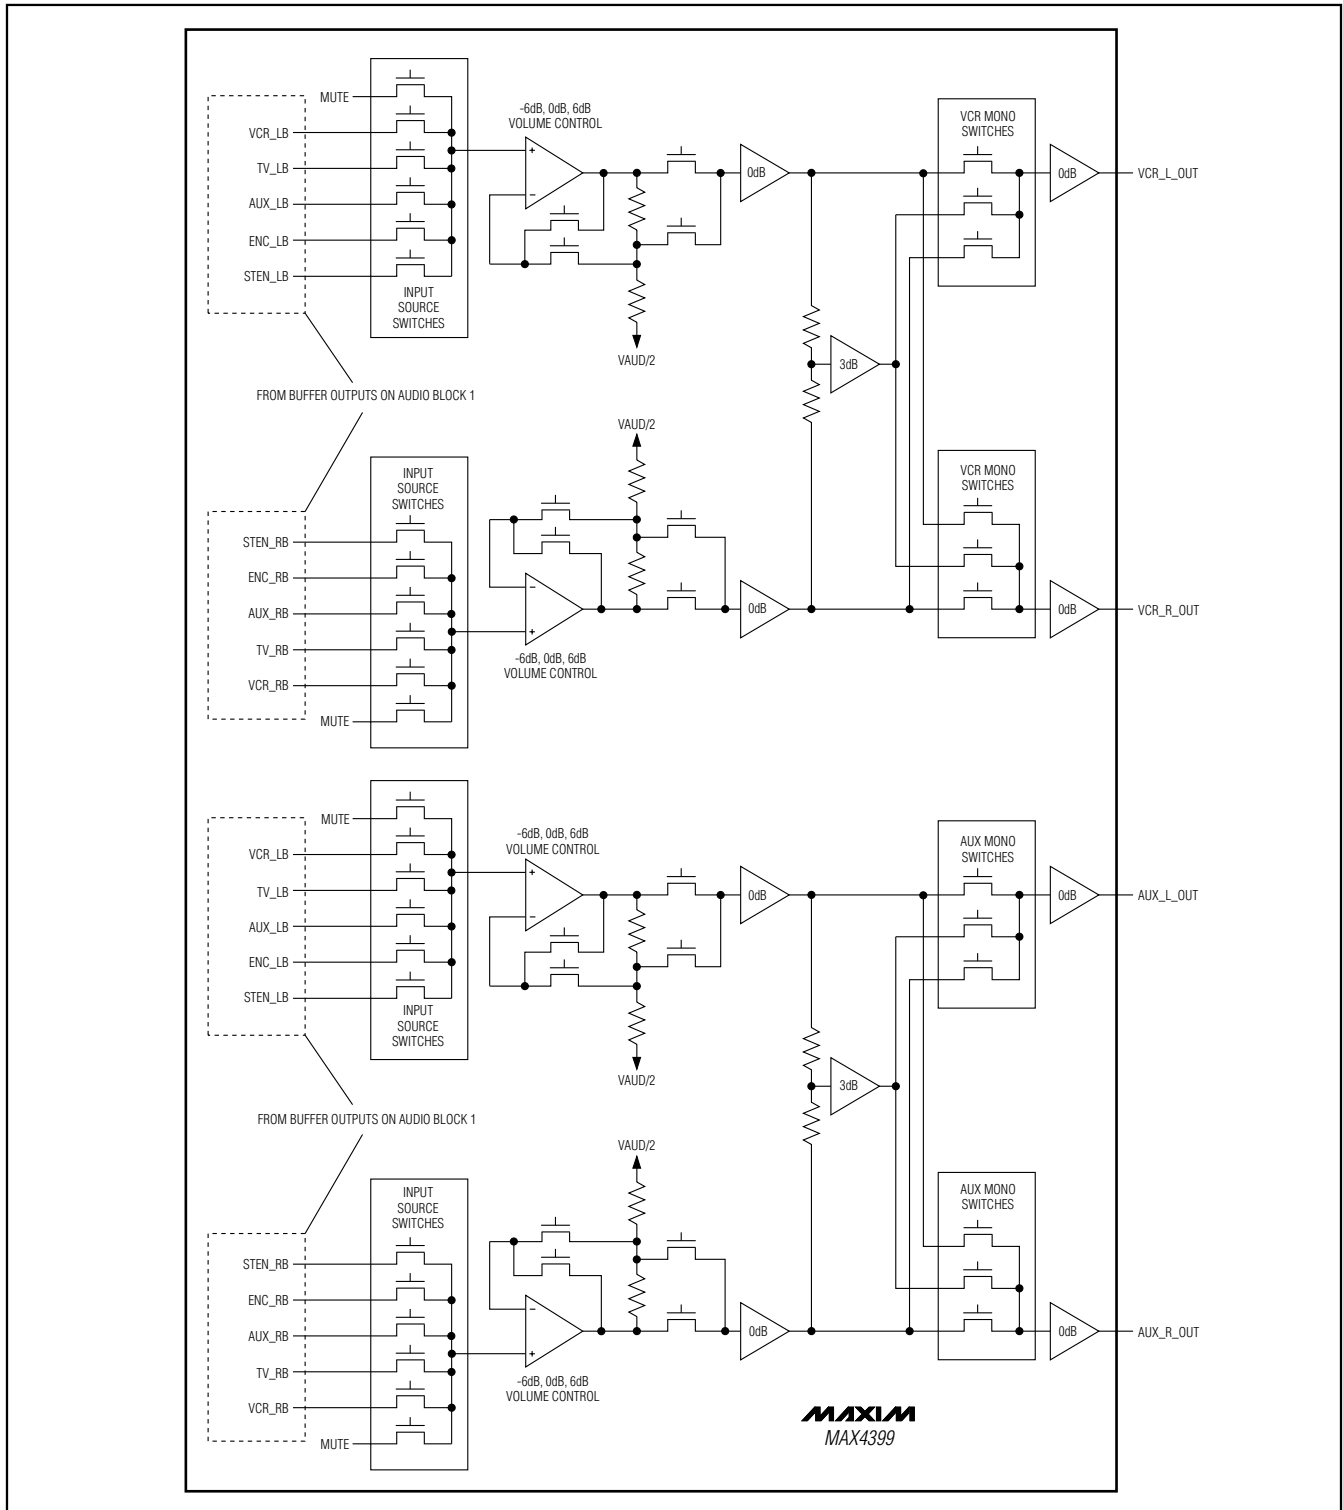 MUTE
VCR_LB
TV_LB
AUX_LB
ENC_LB
STEN_LB
INPUT
SOURCE
SWITCHES
-6dB, 0dB, 6dB
VOLUME CONTROL
VAUD/2
0dB
VCR MONO
SWITCHES
0dB
VCR_L_OUT
3dB
FROM BUFFER OUTPUTS ON AUDIO BLOCK 1
INPUT
SOURCE
SWITCHES
STEN_RB
ENC_RB
AUX_RB
TV_RB
VCR_RB
MUTE
VAUD/2
-6dB, 0dB, 6dB
VOLUME CONTROL
0dB
VCR MONO
SWITCHES
0dB
VCR_R_OUT
MUTE
VCR_LB
TV_LB
AUX_LB
ENC_LB
STEN_LB
INPUT
SOURCE
SWITCHES
-6dB, 0dB, 6dB
VOLUME CONTROL
VAUD/2
0dB
AUX MONO
SWITCHES
0dB
AUX_L_OUT
3dB
FROM BUFFER OUTPUTS ON AUDIO BLOCK 1
INPUT
SOURCE
SWITCHES
STEN_RB
ENC_RB
AUX_RB
TV_RB
VCR_RB
MUTE
VAUD/2
-6dB, 0dB, 6dB
VOLUME CONTROL
0dB
AUX MONO
SWITCHES
0dB
AUX_R_OUT
MAXIM
MAX4399